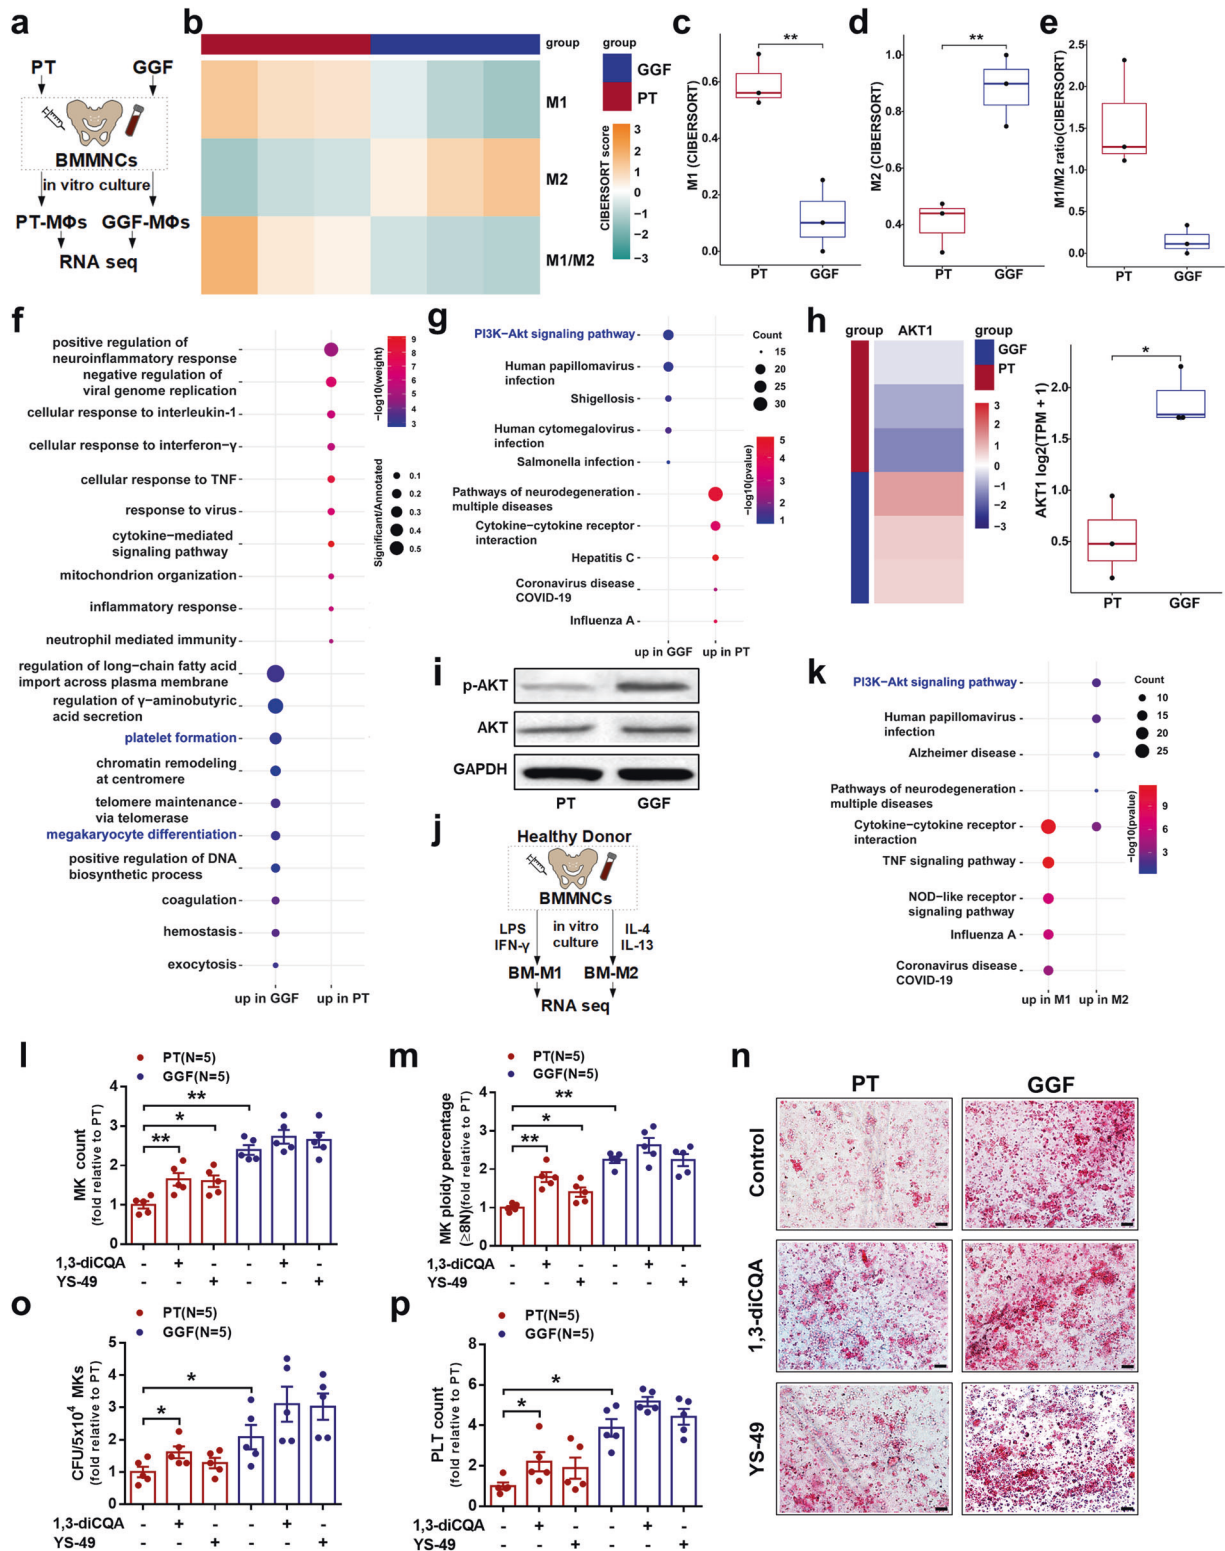 a
PT
GGF
BMMNCs
in vitro culture
PT-MΦs
GGF-MΦs
RNA seq
b
group
M1
M2
M1/M2
group
GGF
PT
CIBERSORT score
3
2
1
0
−1
−2
−3
c
**
M1 (CIBERSORT)
0.6
0.4
0.2
0.0
PT
GGF
d
**
M2 (CIBERSORT)
1.0
0.8
0.6
0.4
PT
GGF
e
M1/M2 ratio(CIBERSORT)
2.5
2.0
1.5
1.0
0.5
0.0
PT
GGF
f
positive regulation of
neuroinflammatory response
negative regulation of
viral genome replication
cellular response to interleukin-1
cellular response to interferon-γ
cellular response to TNF
response to virus
cytokine−mediated
signaling pathway
mitochondrion organization
inflammatory response
neutrophil mediated immunity
regulation of long-chain fatty acid
import across plasma membrane
regulation of γ−aminobutyric
acid secretion
platelet formation
chromatin remodeling
at centromere
telomere maintenance
via telomerase
megakaryocyte differentiation
positive regulation of DNA
biosynthetic process
coagulation
hemostasis
exocytosis
up in GGF
up in PT
−log10(weight)
9
8
7
6
5
4
3
Significant/Annotated
0.1
0.2
0.3
0.4
0.5
g
PI3K−Akt signaling pathway
Human papillomavirus
infection
Shigellosis
Human cytomegalovirus
infection
Salmonella infection
Pathways of neurodegeneration
multiple diseases
Cytokine−cytokine receptor
interaction
Hepatitis C
Coronavirus disease
COVID-19
Influenza A
up in GGF
up in PT
Count
15
20
25
30
−log10(pvalue)
5
4
3
2
1
h
group
AKT1
group
GGF
PT
3
2
1
0
−1
−2
−3
*
AKT1 log2(TPM + 1)
2.0
1.5
1.0
0.5
PT
GGF
i
p-AKT
AKT
GAPDH
PT
GGF
j
Healthy Donor
BMMNCs
LPS
IFN-γ
in vitro
culture
IL-4
IL-13
BM-M1
BM-M2
RNA seq
k
PI3K−Akt signaling pathway
Human papillomavirus
infection
Alzheimer disease
Pathways of neurodegeneration
multiple diseases
Cytokine−cytokine receptor
interaction
TNF signaling pathway
NOD−like receptor
signaling pathway
Influenza A
Coronavirus disease
COVID-19
up in M1
up in M2
Count
10
15
20
25
−log10(pvalue)
9
6
3
l
PT(N=5)
GGF(N=5)
MK count
(fold relative to PT)
4
3
2
1
0
**
*
**
1,3-diCQA - + - - + -
YS-49 - - + - - +
m
PT(N=5)
GGF(N=5)
MK ploidy percentage
(≥8N)(fold relative to PT)
4
3
2
1
0
**
*
**
1,3-diCQA - + - - + -
YS-49 - - + - - +
n
PT
GGF
Control
1,3-diCQA
YS-49
o
PT(N=5)
GGF(N=5)
CFU/5x10⁴ MKs
(fold relative to PT)
5
4
3
2
1
0
*
*
1,3-diCQA - + - - + -
YS-49 - - + - - +
p
PT(N=5)
GGF(N=5)
PLT count
(fold relative to PT)
8
6
4
2
0
*
*
1,3-diCQA - + - - + -
YS-49 - - + - - +